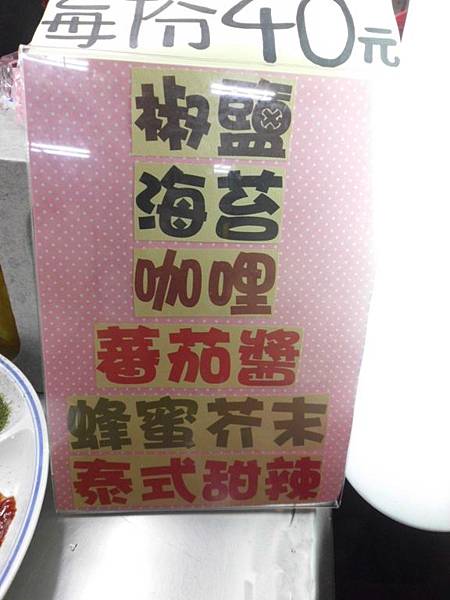 每份40元
椒鹽
海苔
咖哩
蕃茄醬
蜂蜜芥末
泰式甜辣